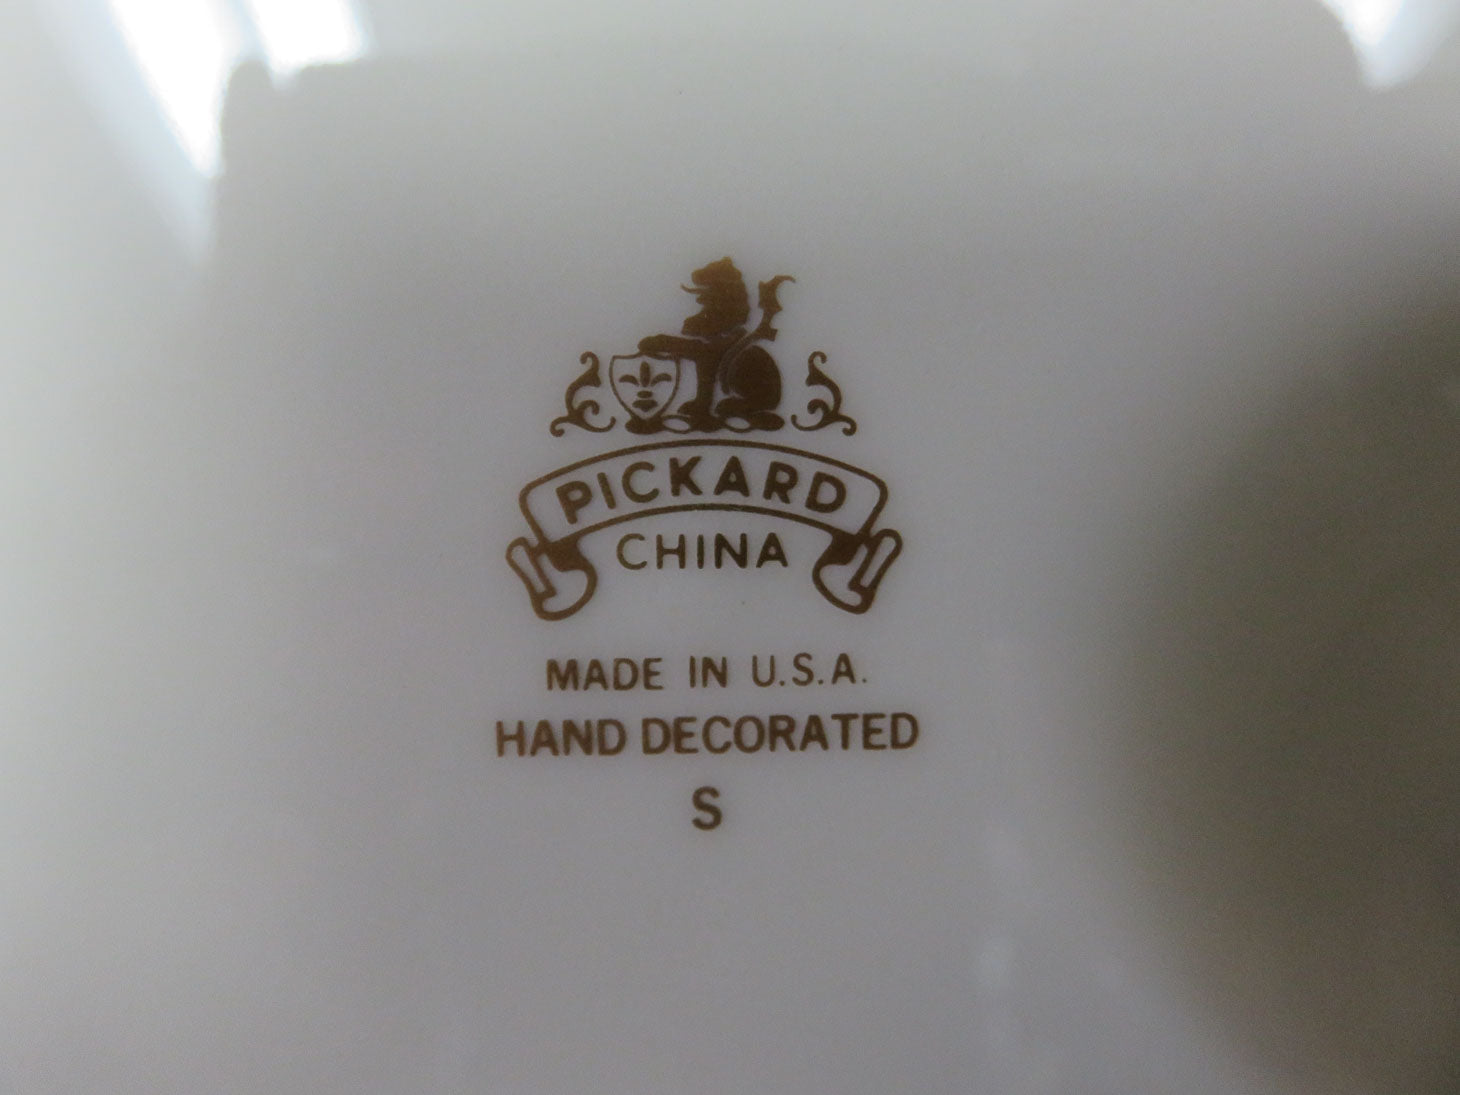 PICKARD
CHINA
MADE IN U.S.A.
HAND DECORATED
S